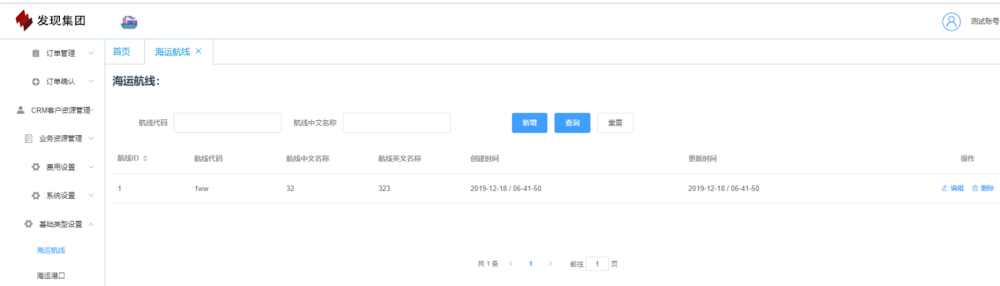 发现集团
测试账号
订单管理
订单确认
CRM客户资源管理
业务资源管理
费用设置
系统设置
基础类型设置
海运航线
海运港口
首页 海运航线 ×
海运航线：
航线代码 航线中文名称 新增 查询 重置
航线ID 航线代码 航线中文名称 航线英文名称 创建时间 更新时间 操作
1 1ww 32 323 2019-12-18 / 06-41-50 2019-12-18 / 06-41-50 编辑 删除
共 1 条 < 1 > 前往 1 页